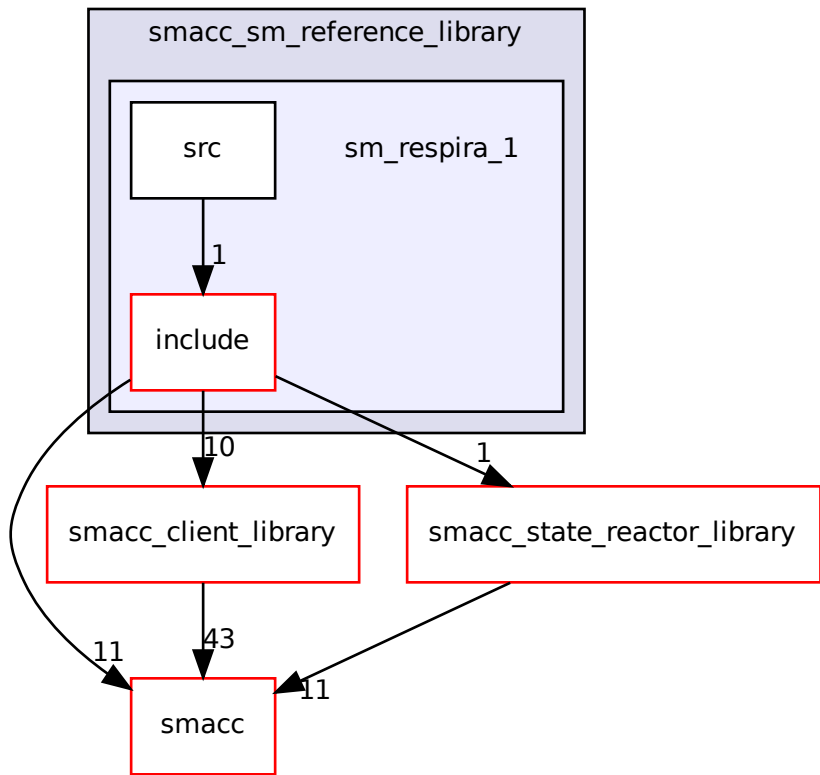 smacc_sm_reference_library
src
sm_respira_1
1
include
10
1
smacc_client_library
smacc_state_reactor_library
11
43
11
smacc